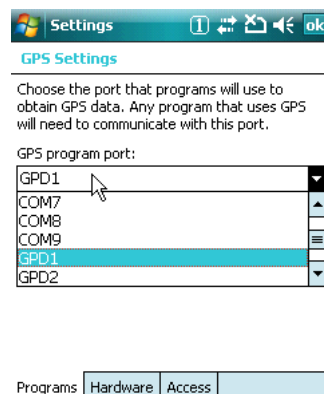 Settings
1
ok
GPS Settings
Choose the port that programs will use to
obtain GPS data. Any program that uses GPS
will need to communicate with this port.
GPS program port:
GPD1
COM7
COM8
COM9
GPD1
GPD2
Programs Hardware Access